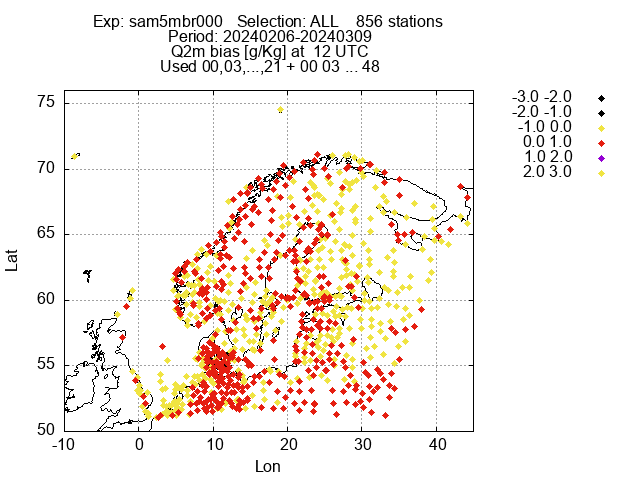 Exp: sam5mbr000 Selection: ALL 856 stations
Period: 20240206-20240309
Q2m bias [g/Kg] at 12 UTC
Used 00,03,...,21 + 00 03 ... 48
-3.0 -2.0
-2.0 -1.0
-1.0 0.0
0.0 1.0
1.0 2.0
2.0 3.0
75
70
65
60
55
50
Lat
-10 0 10 20 30 40
Lon